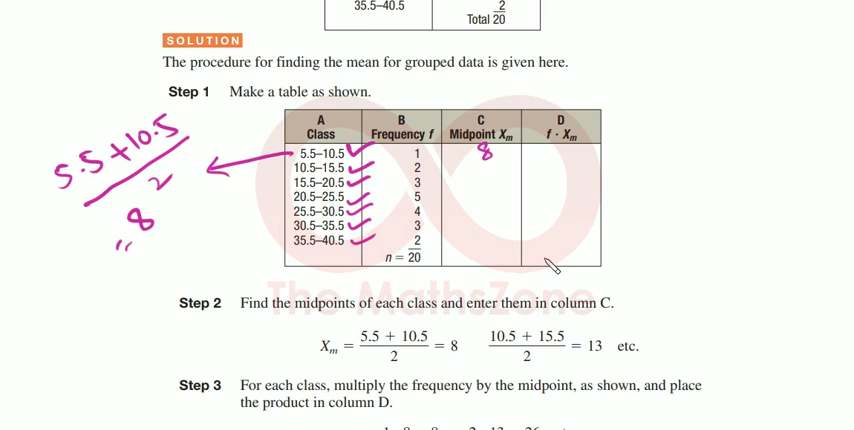 35.5–40.5 2
Total 20
SOLUTION
The procedure for finding the mean for grouped data is given here.
Step 1 Make a table as shown.
A B C D
Class Frequency f Midpoint Xm f · Xm
5.5–10.5 1 8
10.5–15.5 2
15.5–20.5 3
20.5–25.5 5
25.5–30.5 4
30.5–35.5 3
35.5–40.5 2
n = 20
5.5 + 10.5
2
8
The MathsZone
Step 2 Find the midpoints of each class and enter them in column C.
Xm = 5.5 + 10.5 / 2 = 8 10.5 + 15.5 / 2 = 13 etc.
Step 3 For each class, multiply the frequency by the midpoint, as shown, and place
the product in column D.